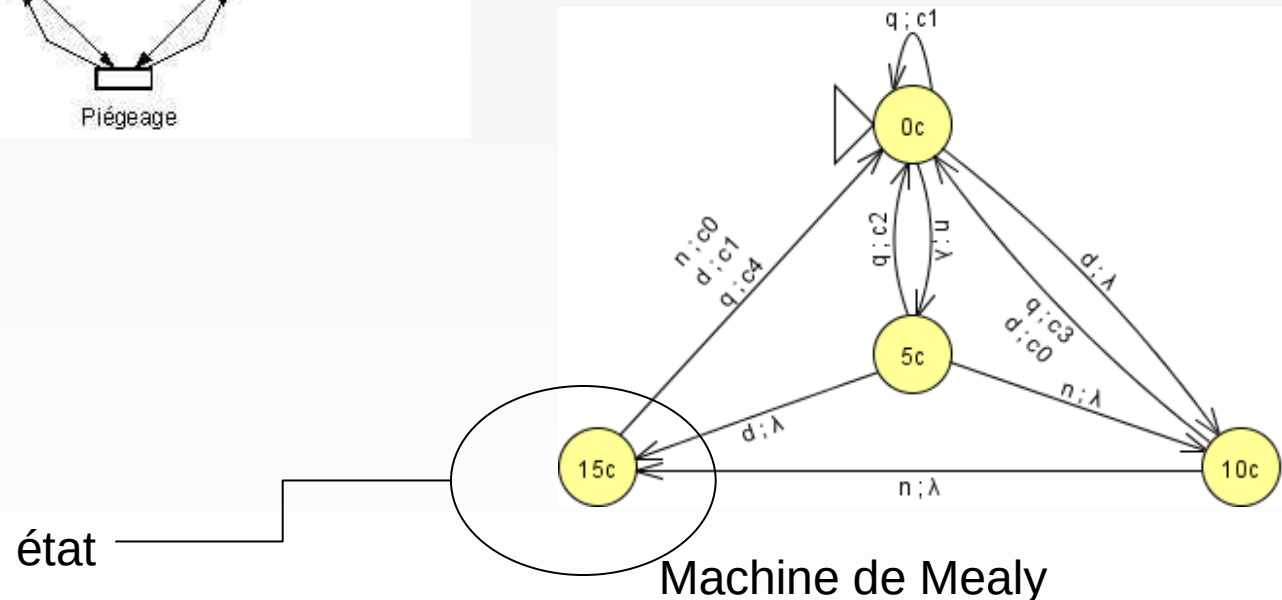 Piégeage
q ; c1
0c
n ; c0
d ; c1
q ; c4
q ; c2
n ; λ
d ; λ
q ; c3
d ; c0
5c
d ; λ
n ; λ
15c
10c
n ; λ
état
Machine de Mealy